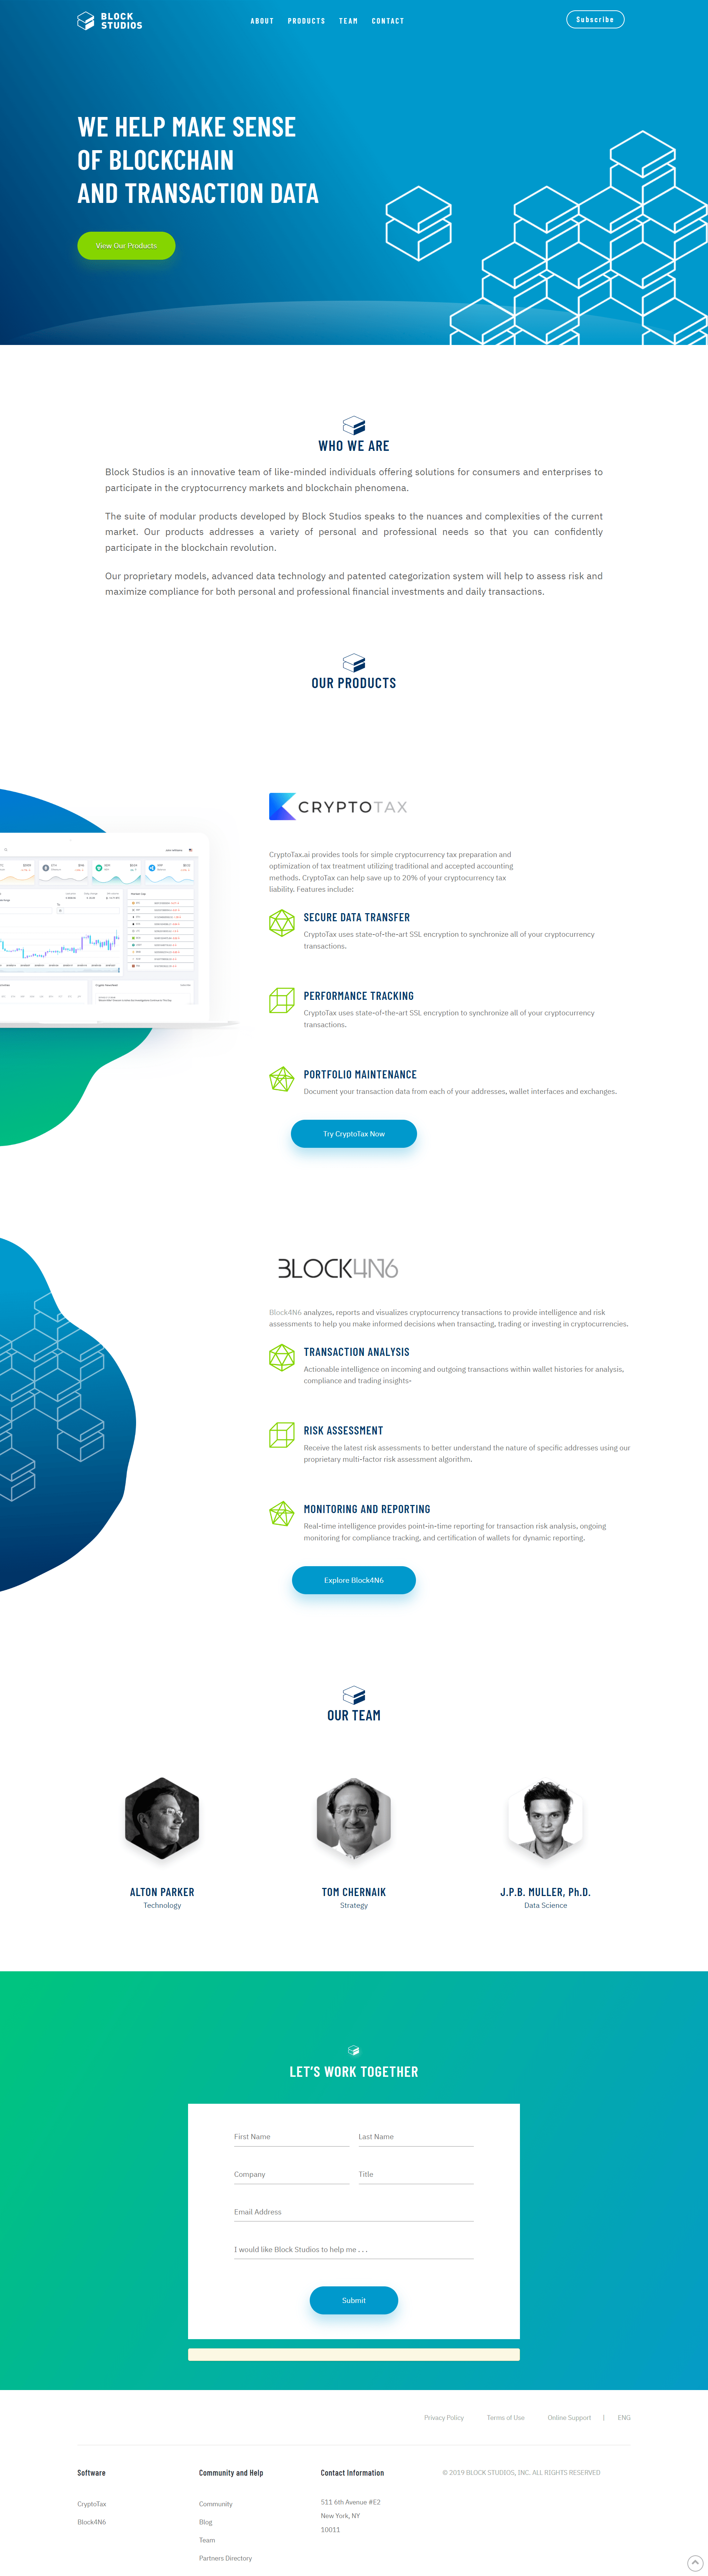 BLOCK
STUDIOS
ABOUT PRODUCTS TEAM CONTACT
Subscribe
WE HELP MAKE SENSE
OF BLOCKCHAIN
AND TRANSACTION DATA
View Our Products
WHO WE ARE
Block Studios is an innovative team of like-minded individuals offering solutions for consumers and enterprises to
participate in the cryptocurrency markets and blockchain phenomena.
The suite of modular products developed by Block Studios speaks to the nuances and complexities of the current
market. Our products addresses a variety of personal and professional needs so that you can confidently
participate in the blockchain revolution.
Our proprietary models, advanced data technology and patented categorization system will help to assess risk and
maximize compliance for both personal and professional financial investments and daily transactions.
OUR PRODUCTS
CRYPTOTAX
CryptoTax.ai provides tools for simple cryptocurrency tax preparation and
optimization of tax treatment utilizing traditional and accepted accounting
methods. CryptoTax can help save up to 20% of your cryptocurrency tax
liability. Features include:
SECURE DATA TRANSFER
CryptoTax uses state-of-the-art SSL encryption to synchronize all of your cryptocurrency
transactions.
PERFORMANCE TRACKING
CryptoTax uses state-of-the-art SSL encryption to synchronize all of your cryptocurrency
transactions.
PORTFOLIO MAINTENANCE
Document your transaction data from each of your addresses, wallet interfaces and exchanges.
Try CryptoTax Now
BLOCK4N6
Block4N6 analyzes, reports and visualizes cryptocurrency transactions to provide intelligence and risk
assessments to help you make informed decisions when transacting, trading or investing in cryptocurrencies.
TRANSACTION ANALYSIS
Actionable intelligence on incoming and outgoing transactions within wallet histories for analysis,
compliance and trading insights-
RISK ASSESSMENT
Receive the latest risk assessments to better understand the nature of specific addresses using our
proprietary multi-factor risk assessment algorithm.
MONITORING AND REPORTING
Real-time intelligence provides point-in-time reporting for transaction risk analysis, ongoing
monitoring for compliance tracking, and certification of wallets for dynamic reporting.
Explore Block4N6
OUR TEAM
ALTON PARKER
Technology
TOM CHERNAIK
Strategy
J.P.B. MULLER, Ph.D.
Data Science
LET'S WORK TOGETHER
First Name Last Name
Company Title
Email Address
I would like Block Studios to help me . . .
Submit
Privacy Policy Terms of Use Online Support | ENG
Software
CryptoTax
Block4N6
Community and Help
Community
Blog
Team
Partners Directory
Contact Information
511 6th Avenue #E2
New York, NY
10011
© 2019 BLOCK STUDIOS, INC. ALL RIGHTS RESERVED